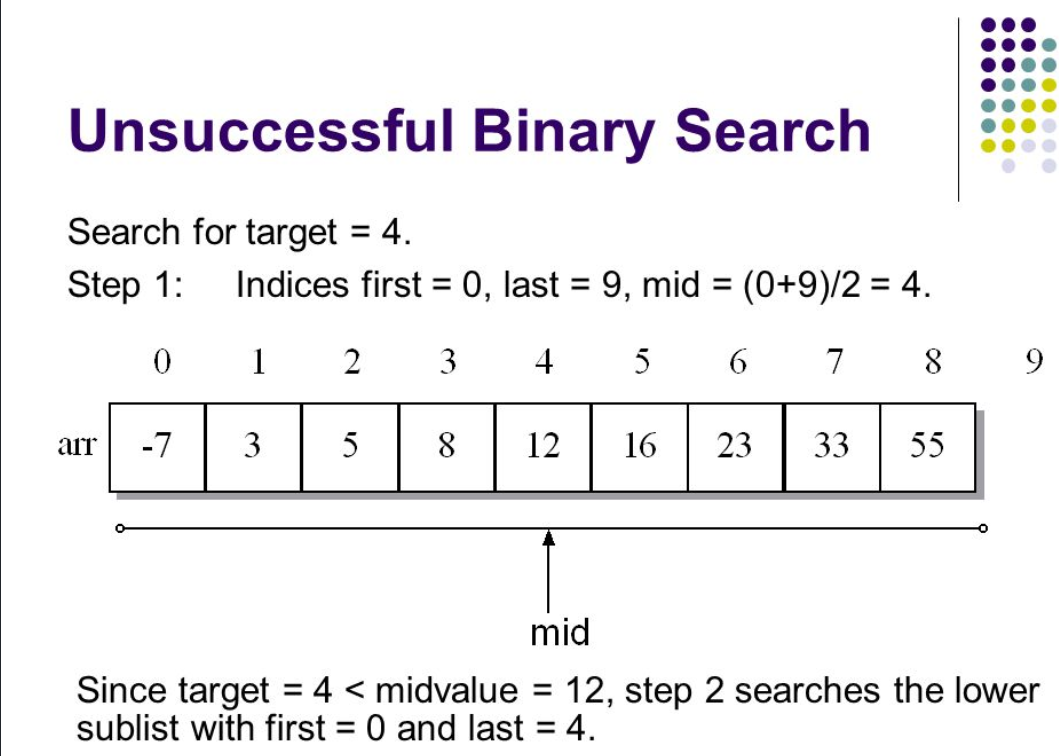 Unsuccessful Binary Search
Search for target = 4.
Step 1: Indices first = 0, last = 9, mid = (0+9)/2 = 4.
0 1 2 3 4 5 6 7 8 9
arr -7 3 5 8 12 16 23 33 55
mid
Since target = 4 < midvalue = 12, step 2 searches the lower
sublist with first = 0 and last = 4.